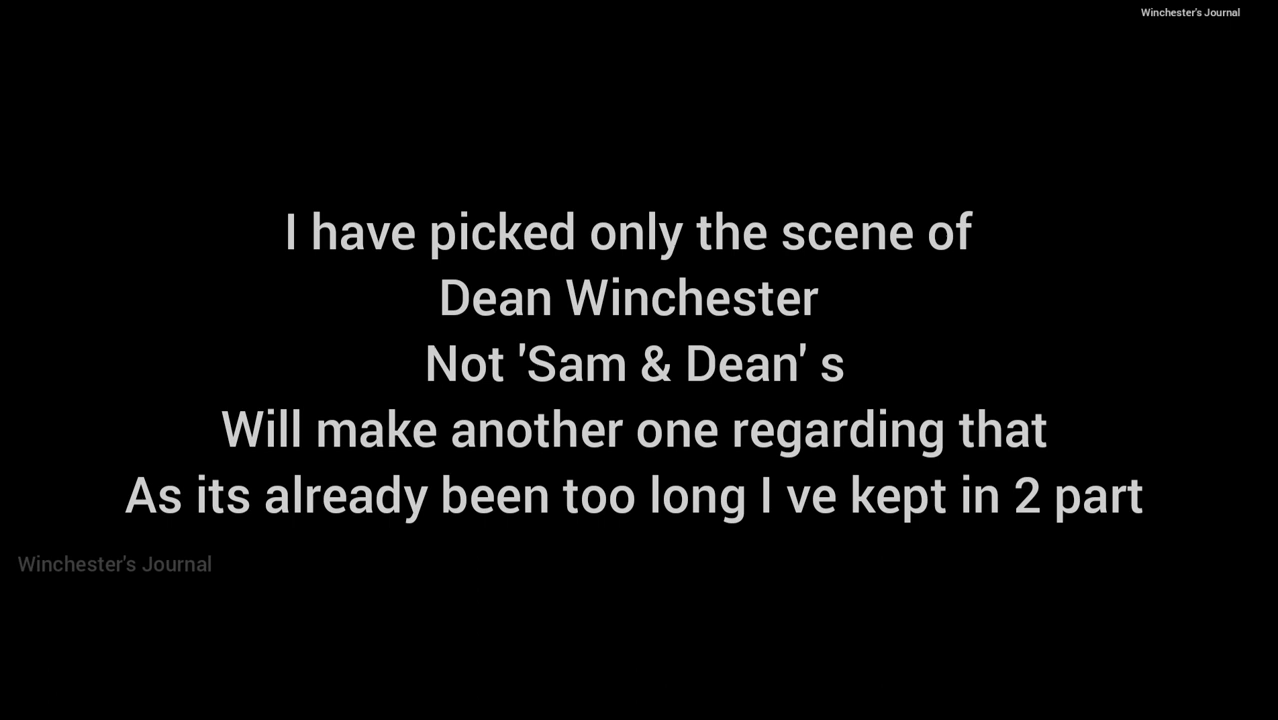 Winchester's Journal
I have picked only the scene of
Dean Winchester
Not 'Sam & Dean' s
Will make another one regarding that
As its already been too long I ve kept in 2 part
Winchester's Journal